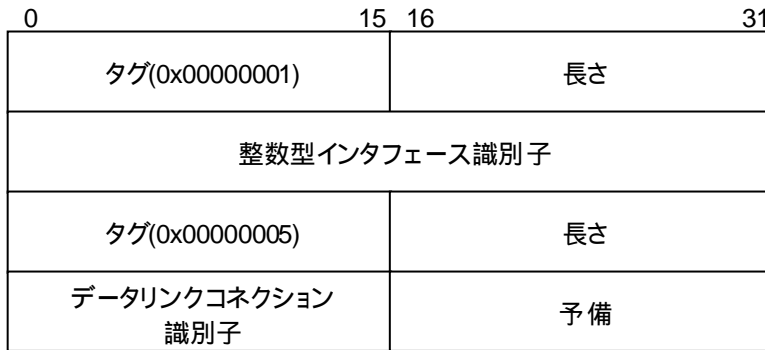 0 15 16 31
タグ(0x00000001) 長さ
整数型インタフェース識別子
タグ(0x00000005) 長さ
データリンクコネクション
識別子 予備